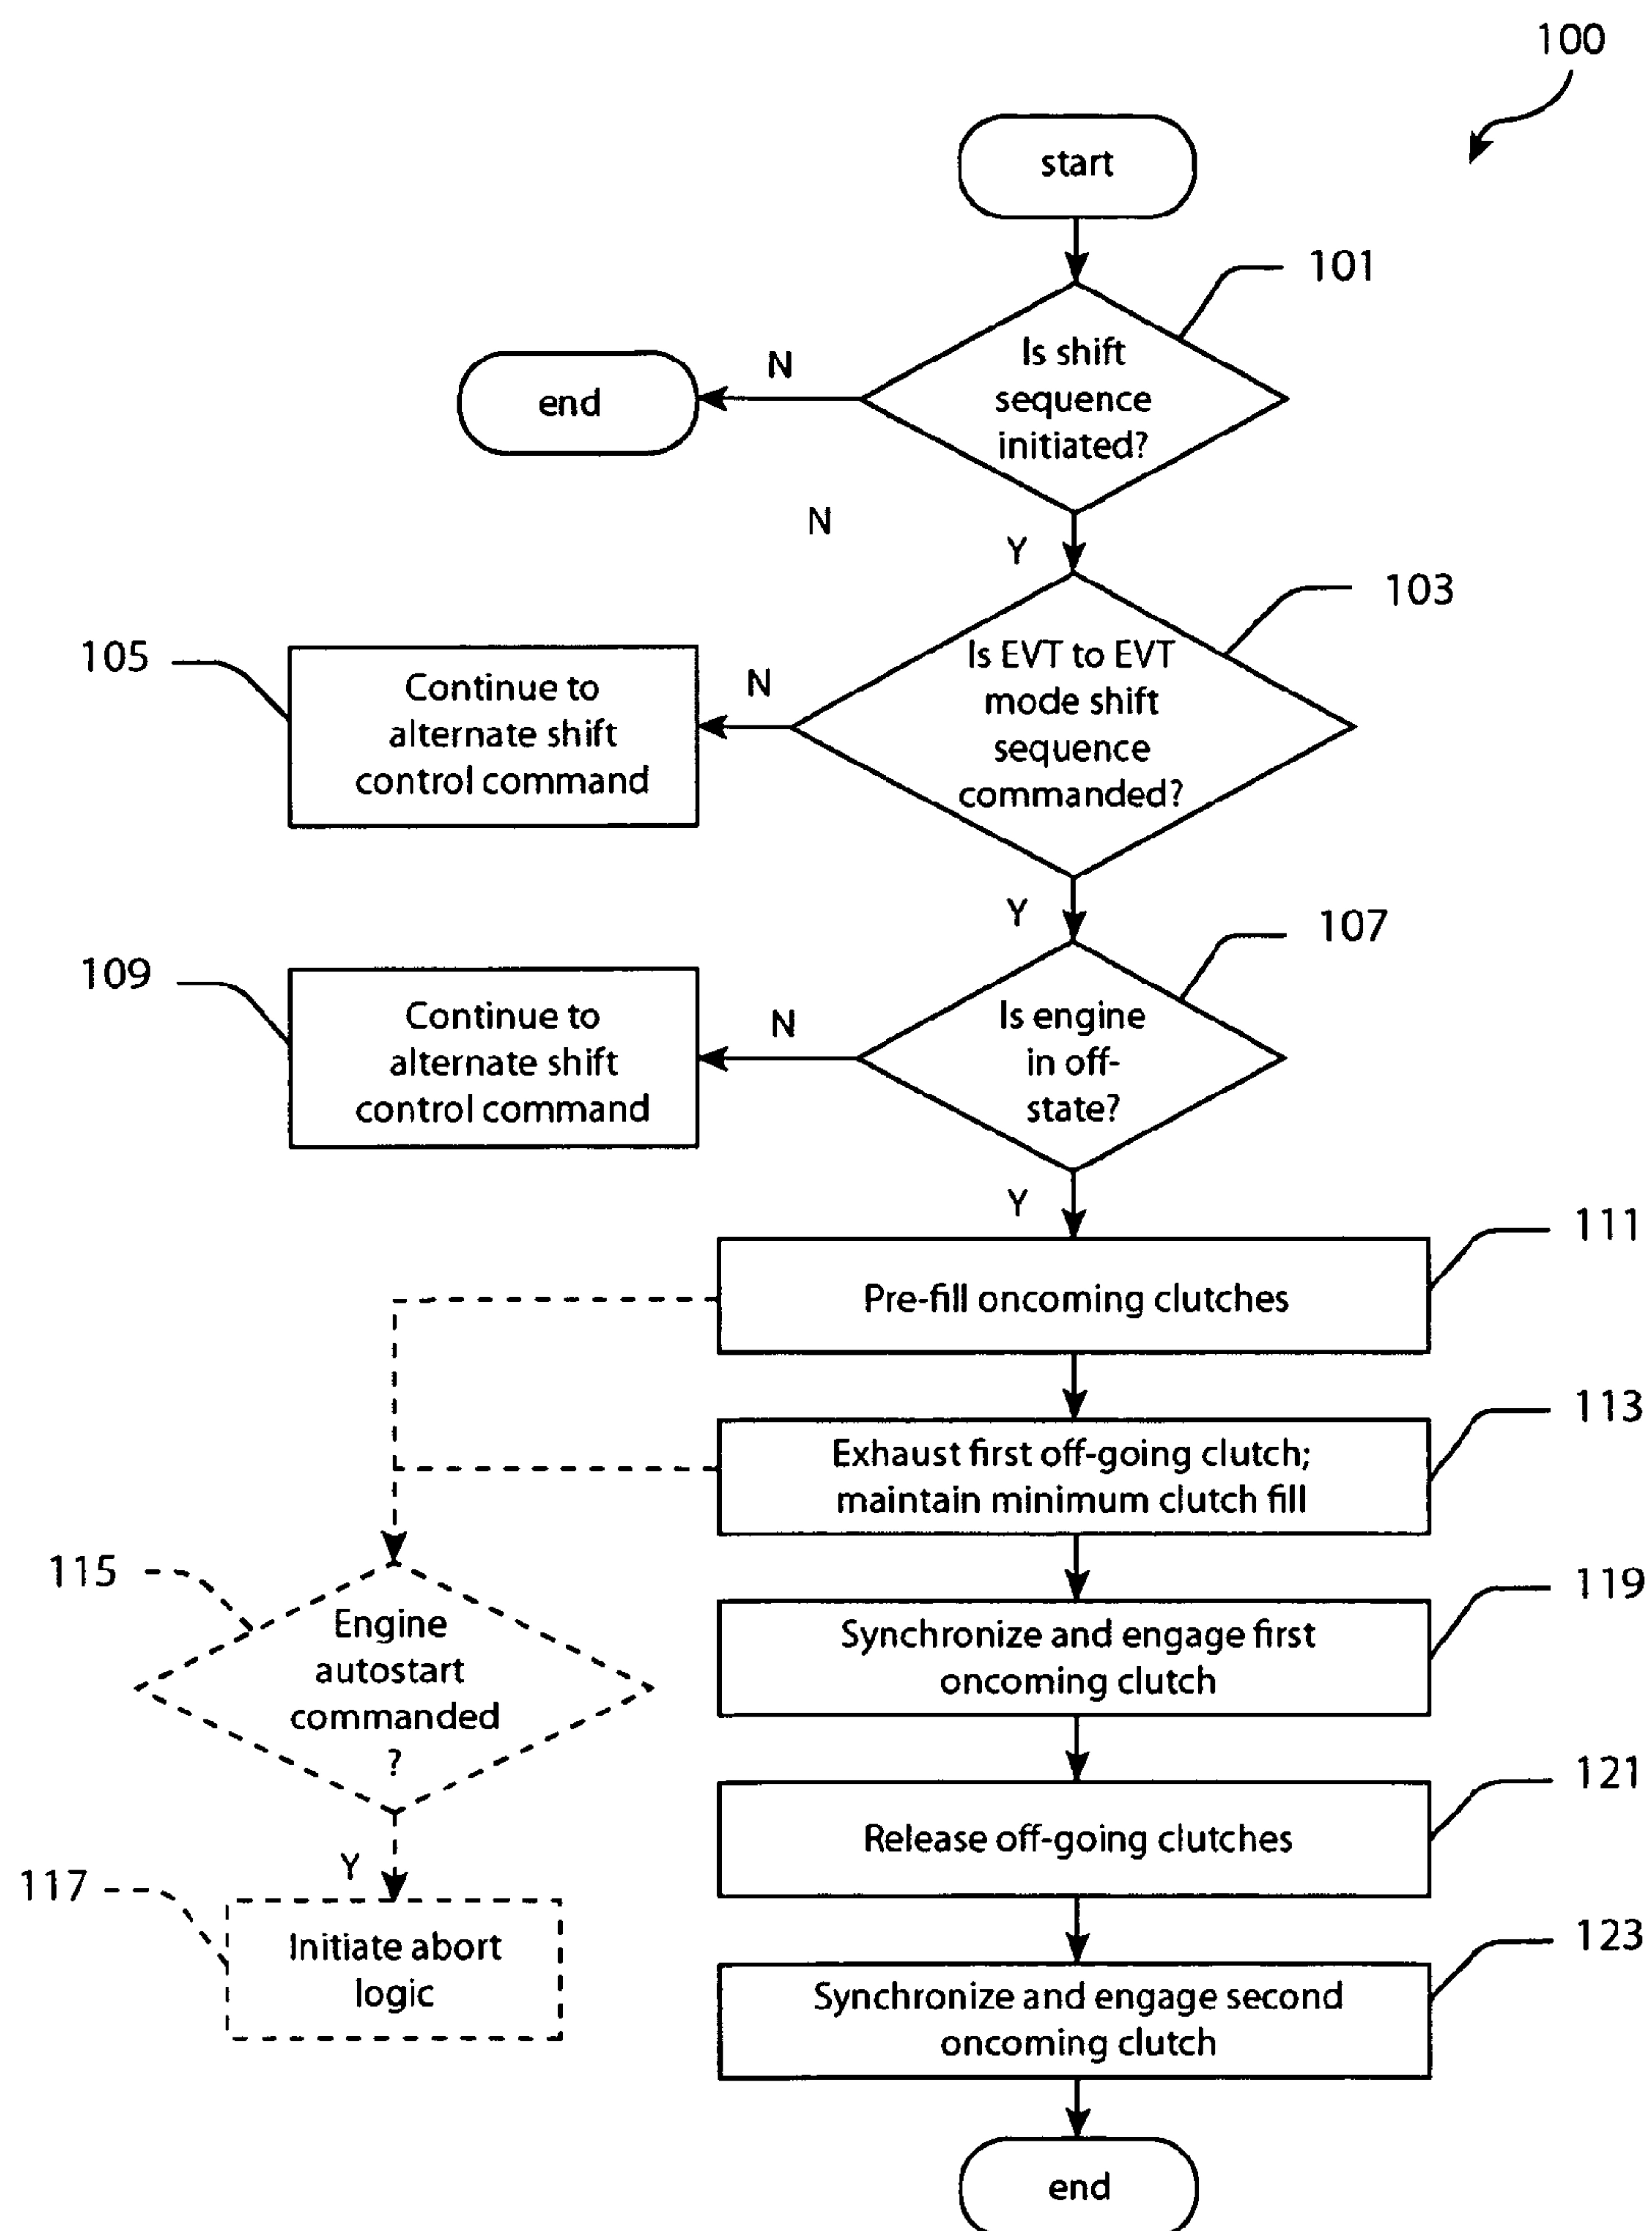 100
start
101
Is shift
sequence
initiated?
N
end
N
Y
103
Is EVT to EVT
mode shift
sequence
commanded?
N
105
Continue to
alternate shift
control command
Y
107
Is engine
in off-
state?
N
109
Continue to
alternate shift
control command
Y
111
Pre-fill oncoming clutches
113
Exhaust first off-going clutch;
maintain minimum clutch fill
115
Engine
autostart
commanded
?
119
Synchronize and engage first
oncoming clutch
121
Release off-going clutches
Y
117
Initiate abort
logic
123
Synchronize and engage second
oncoming clutch
end